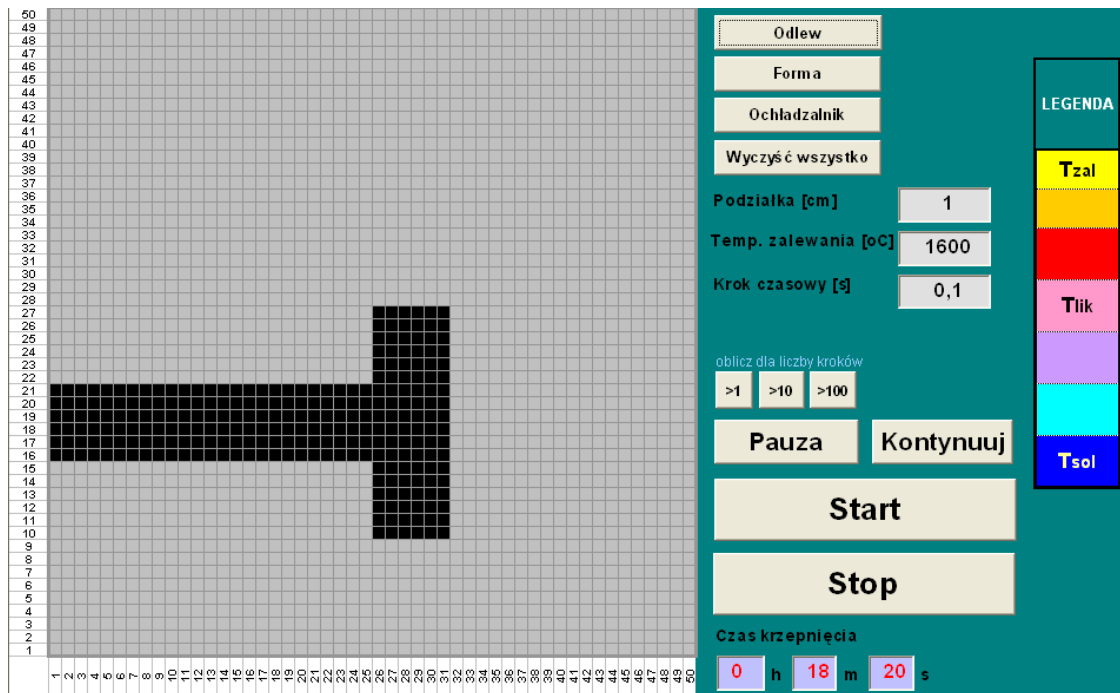 50
49
48
47
46
45
44
43
42
41
40
39
38
37
36
35
34
33
32
31
30
29
28
27
26
25
24
23
22
21
20
19
18
17
16
15
14
13
12
11
10
9
8
7
6
5
4
3
2
1
1 2 3 4 5 6 7 8 9 10 11 12 13 14 15 16 17 18 19 20 21 22 23 24 25 26 27 28 29 30 31 32 33 34 35 36 37 38 39 40 41 42 43 44 45 46 47 48 49 50
Odlew
Forma
Ochładzalnik
Wyczyść wszystko
Podziałka [cm] 1
Temp. zalewania [oC] 1600
Krok czasowy [s] 0,1
oblicz dla liczby kroków
>1 >10 >100
Pauza Kontynuuj
Start
Stop
Czas krzepnięcia
0 h 18 m 20 s
LEGENDA
Tzal
Tlik
Tsol